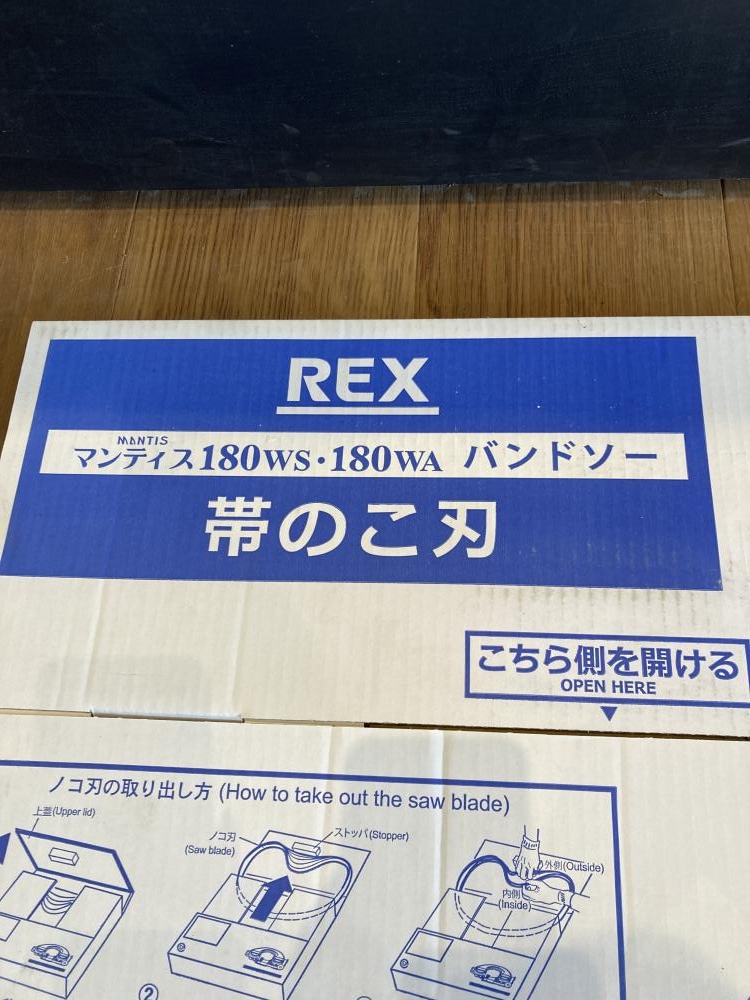 REX
MANTIS
マンティス180WS・180WA バンドソー
帯のこ刃
こちら側を開ける
OPEN HERE
ノコ刃の取り出し方 (How to take out the saw blade)
上蓋(Upper lid)
ノコ刃
(Saw blade)
ストッパ(Stopper)
外側(Outside)
内側
(Inside)
②